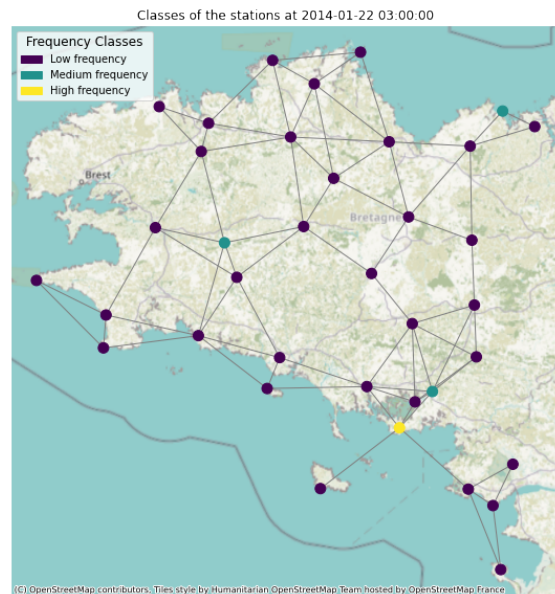 Classes of the stations at 2014-01-22 03:00:00
Frequency Classes
Low frequency
Medium frequency
High frequency
Brest
Bretagne
(C) OpenStreetMap contributors, Tiles style by Humanitarian OpenStreetMap Team hosted by OpenStreetMap France